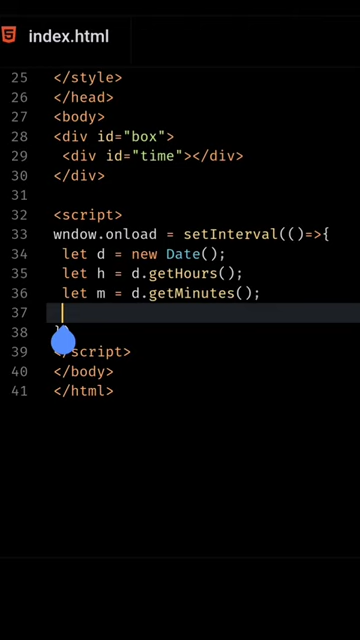 index.html
25 </style>
26 </head>
27 <body>
28 <div id="box">
29 <div id="time"></div>
30 </div>
31
32 <script>
33 wndow.onload = setInterval(()=>{
34 let d = new Date();
35 let h = d.getHours();
36 let m = d.getMinutes();
37
38
39 </script>
40 </body>
41 </html>